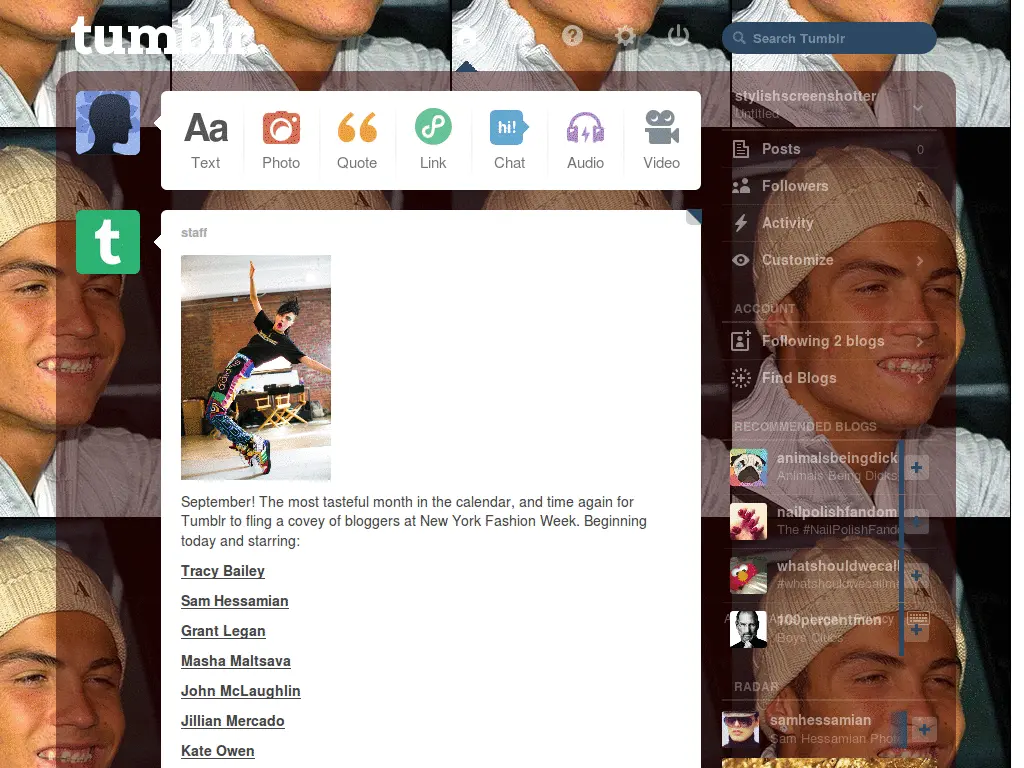 tumblr
Search Tumblr
Aa
hi!
Text
Photo
Quote
Link
Chat
Audio
Video
stylishscreenshotter
Untitled
Posts 0
Followers 2
Activity
Customize
ACCOUNT
Following 2 blogs
Find Blogs
RECOMMENDED BLOGS
animalsbeingdick
Animals Being Dicks
nailpolishfandom
The #NailPolishFand
whatshouldwecall
#whatshouldwecallme
100percentmen
Boys Club
RADAR
samhessamian
Sam Hessamian Phot
t
staff
September! The most tasteful month in the calendar, and time again for
Tumblr to fling a covey of bloggers at New York Fashion Week. Beginning
today and starring:
Tracy Bailey
Sam Hessamian
Grant Legan
Masha Maltsava
John McLaughlin
Jillian Mercado
Kate Owen